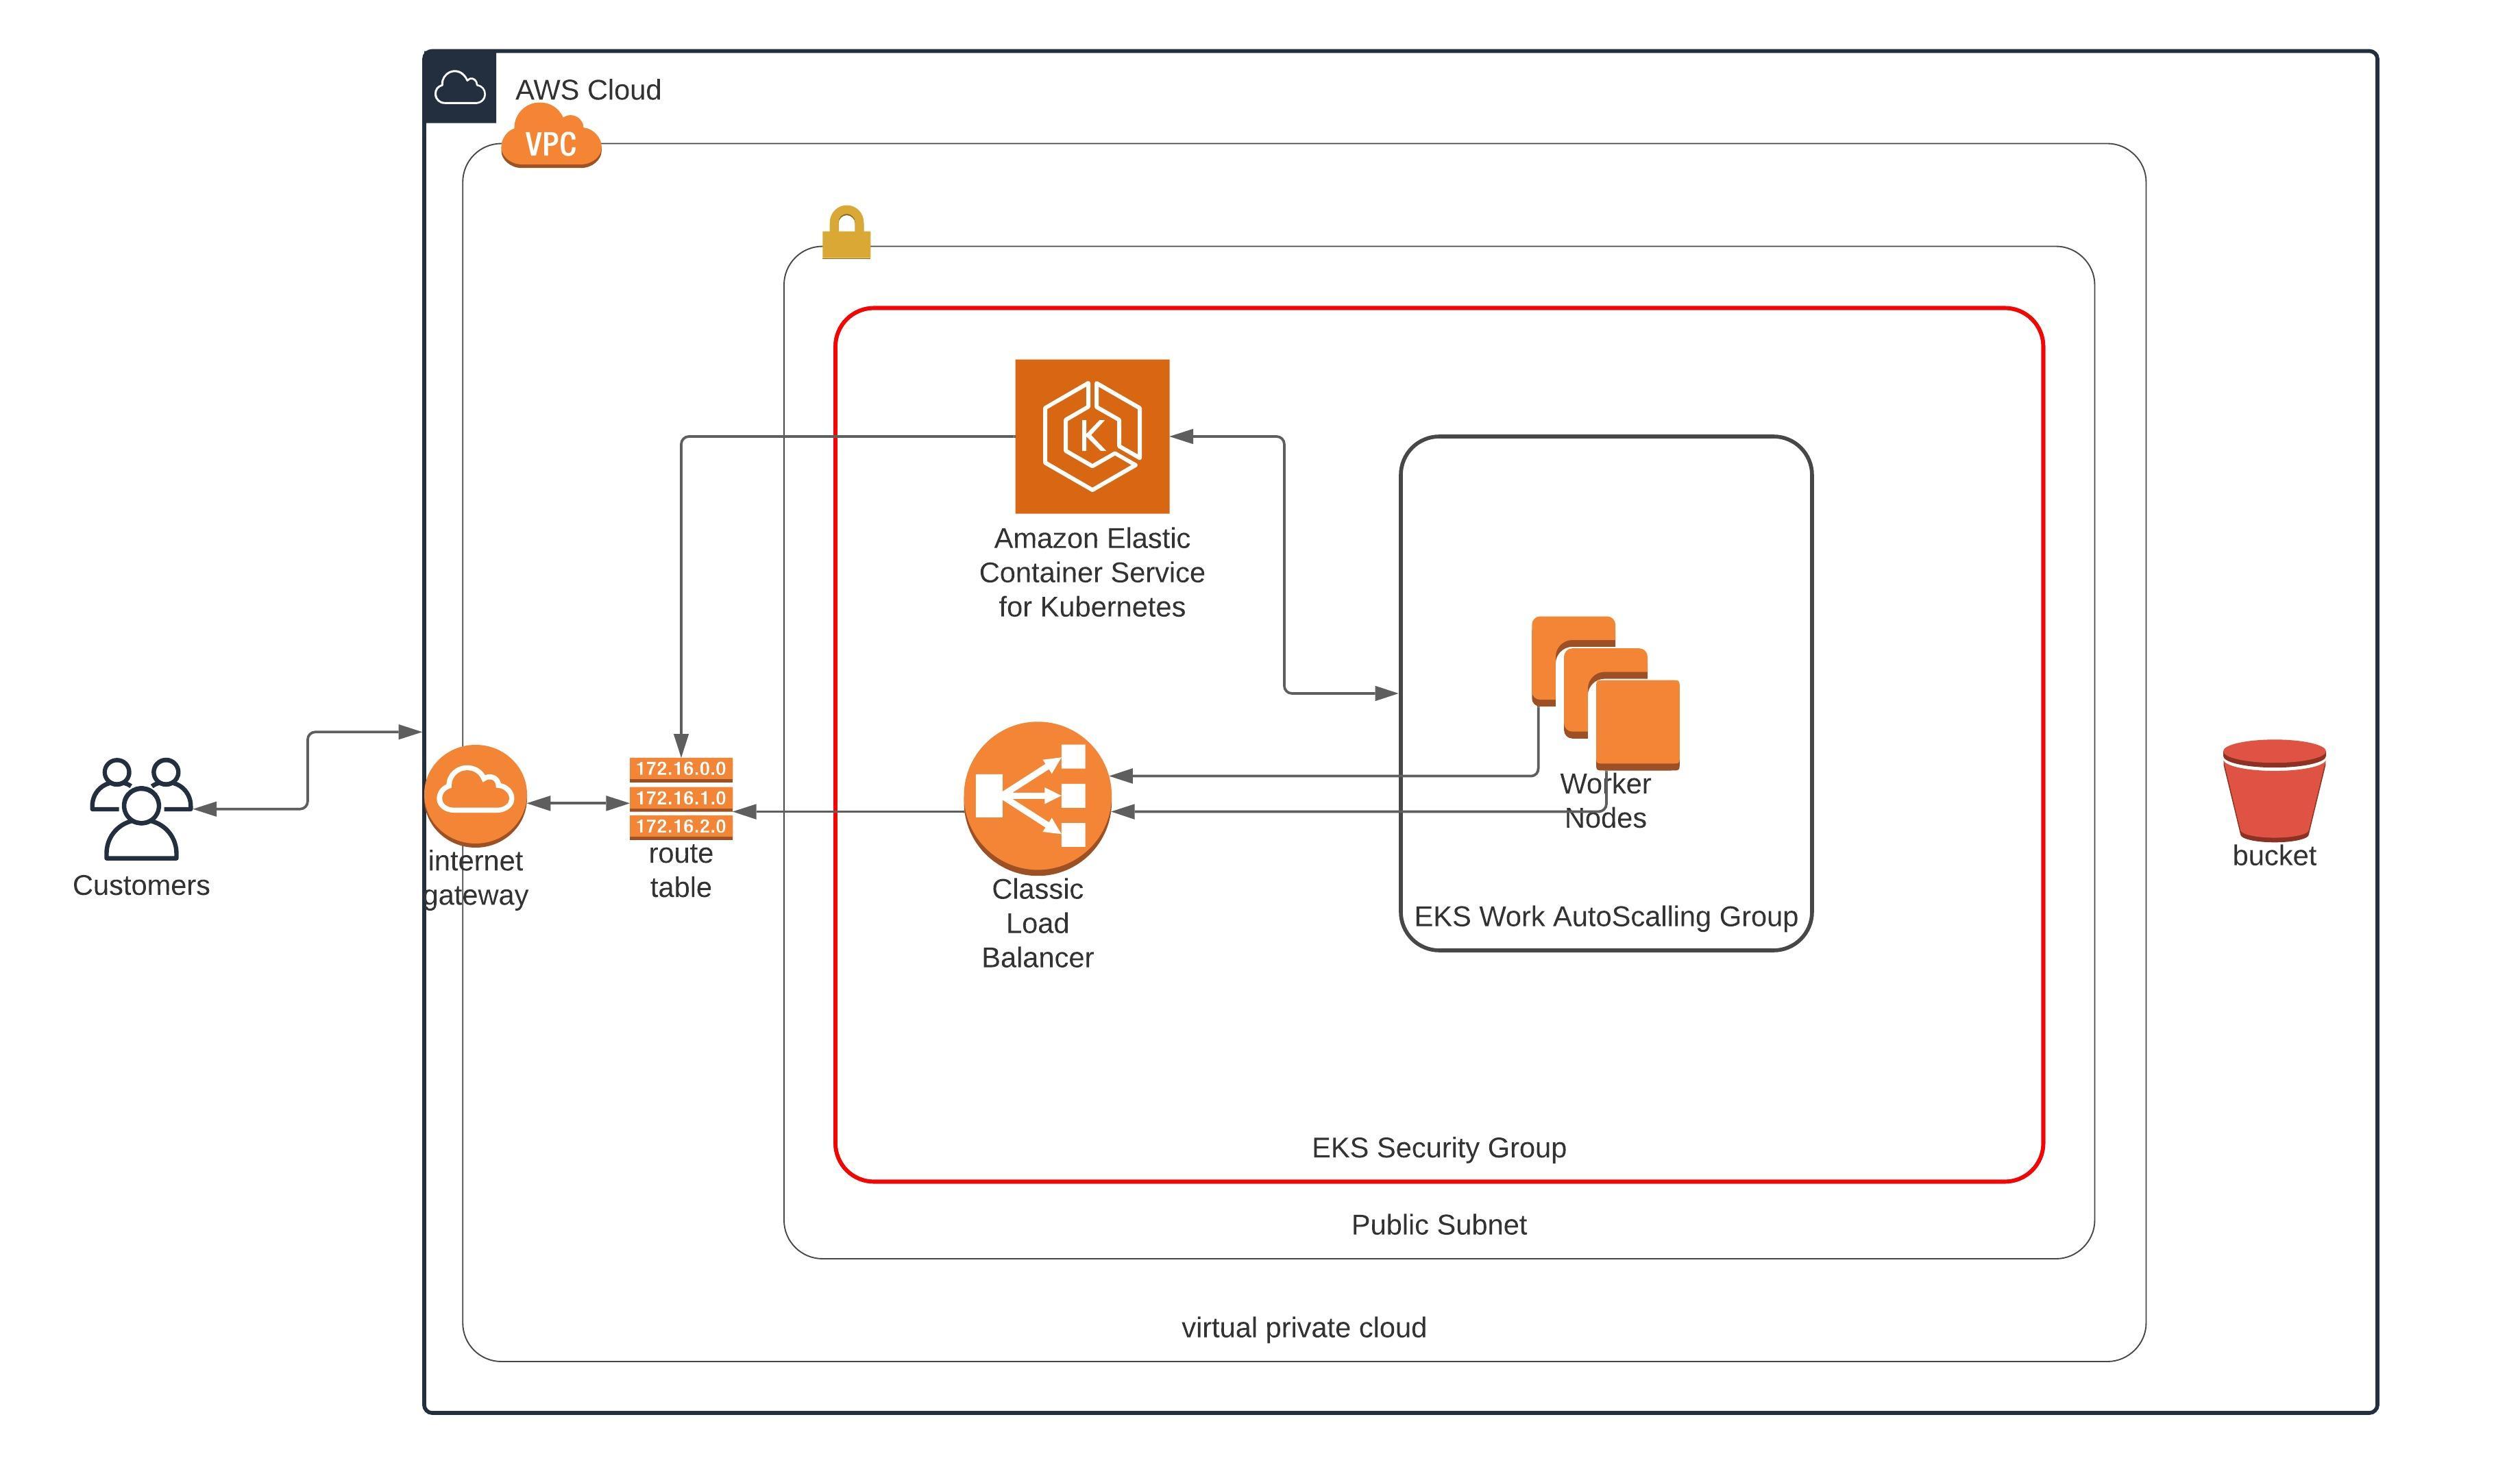 AWS Cloud
VPC
Amazon Elastic
Container Service
for Kubernetes
K
Customers
internet
gateway
172.16.0.0
172.16.1.0
172.16.2.0
route
table
Classic
Load
Balancer
Worker
Nodes
EKS Work AutoScalling Group
bucket
EKS Security Group
Public Subnet
virtual private cloud